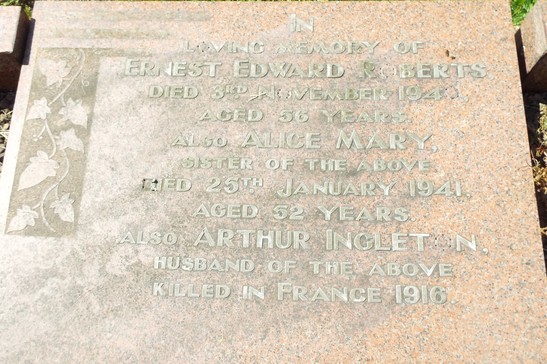 IN
LOVING MEMORY OF
ERNEST EDWARD ROBERTS
DIED 3RD NOVEMBER
AGED 56 YEARS.
ALSO ALICE MARY,
SISTER OF THE ABOVE
DIED 25TH JANUARY 1941.
AGED 52 YEARS.
ALSO ARTHUR INGLETON.
HUSBAND OF THE ABOVE
KILLED IN FRANCE 1916.